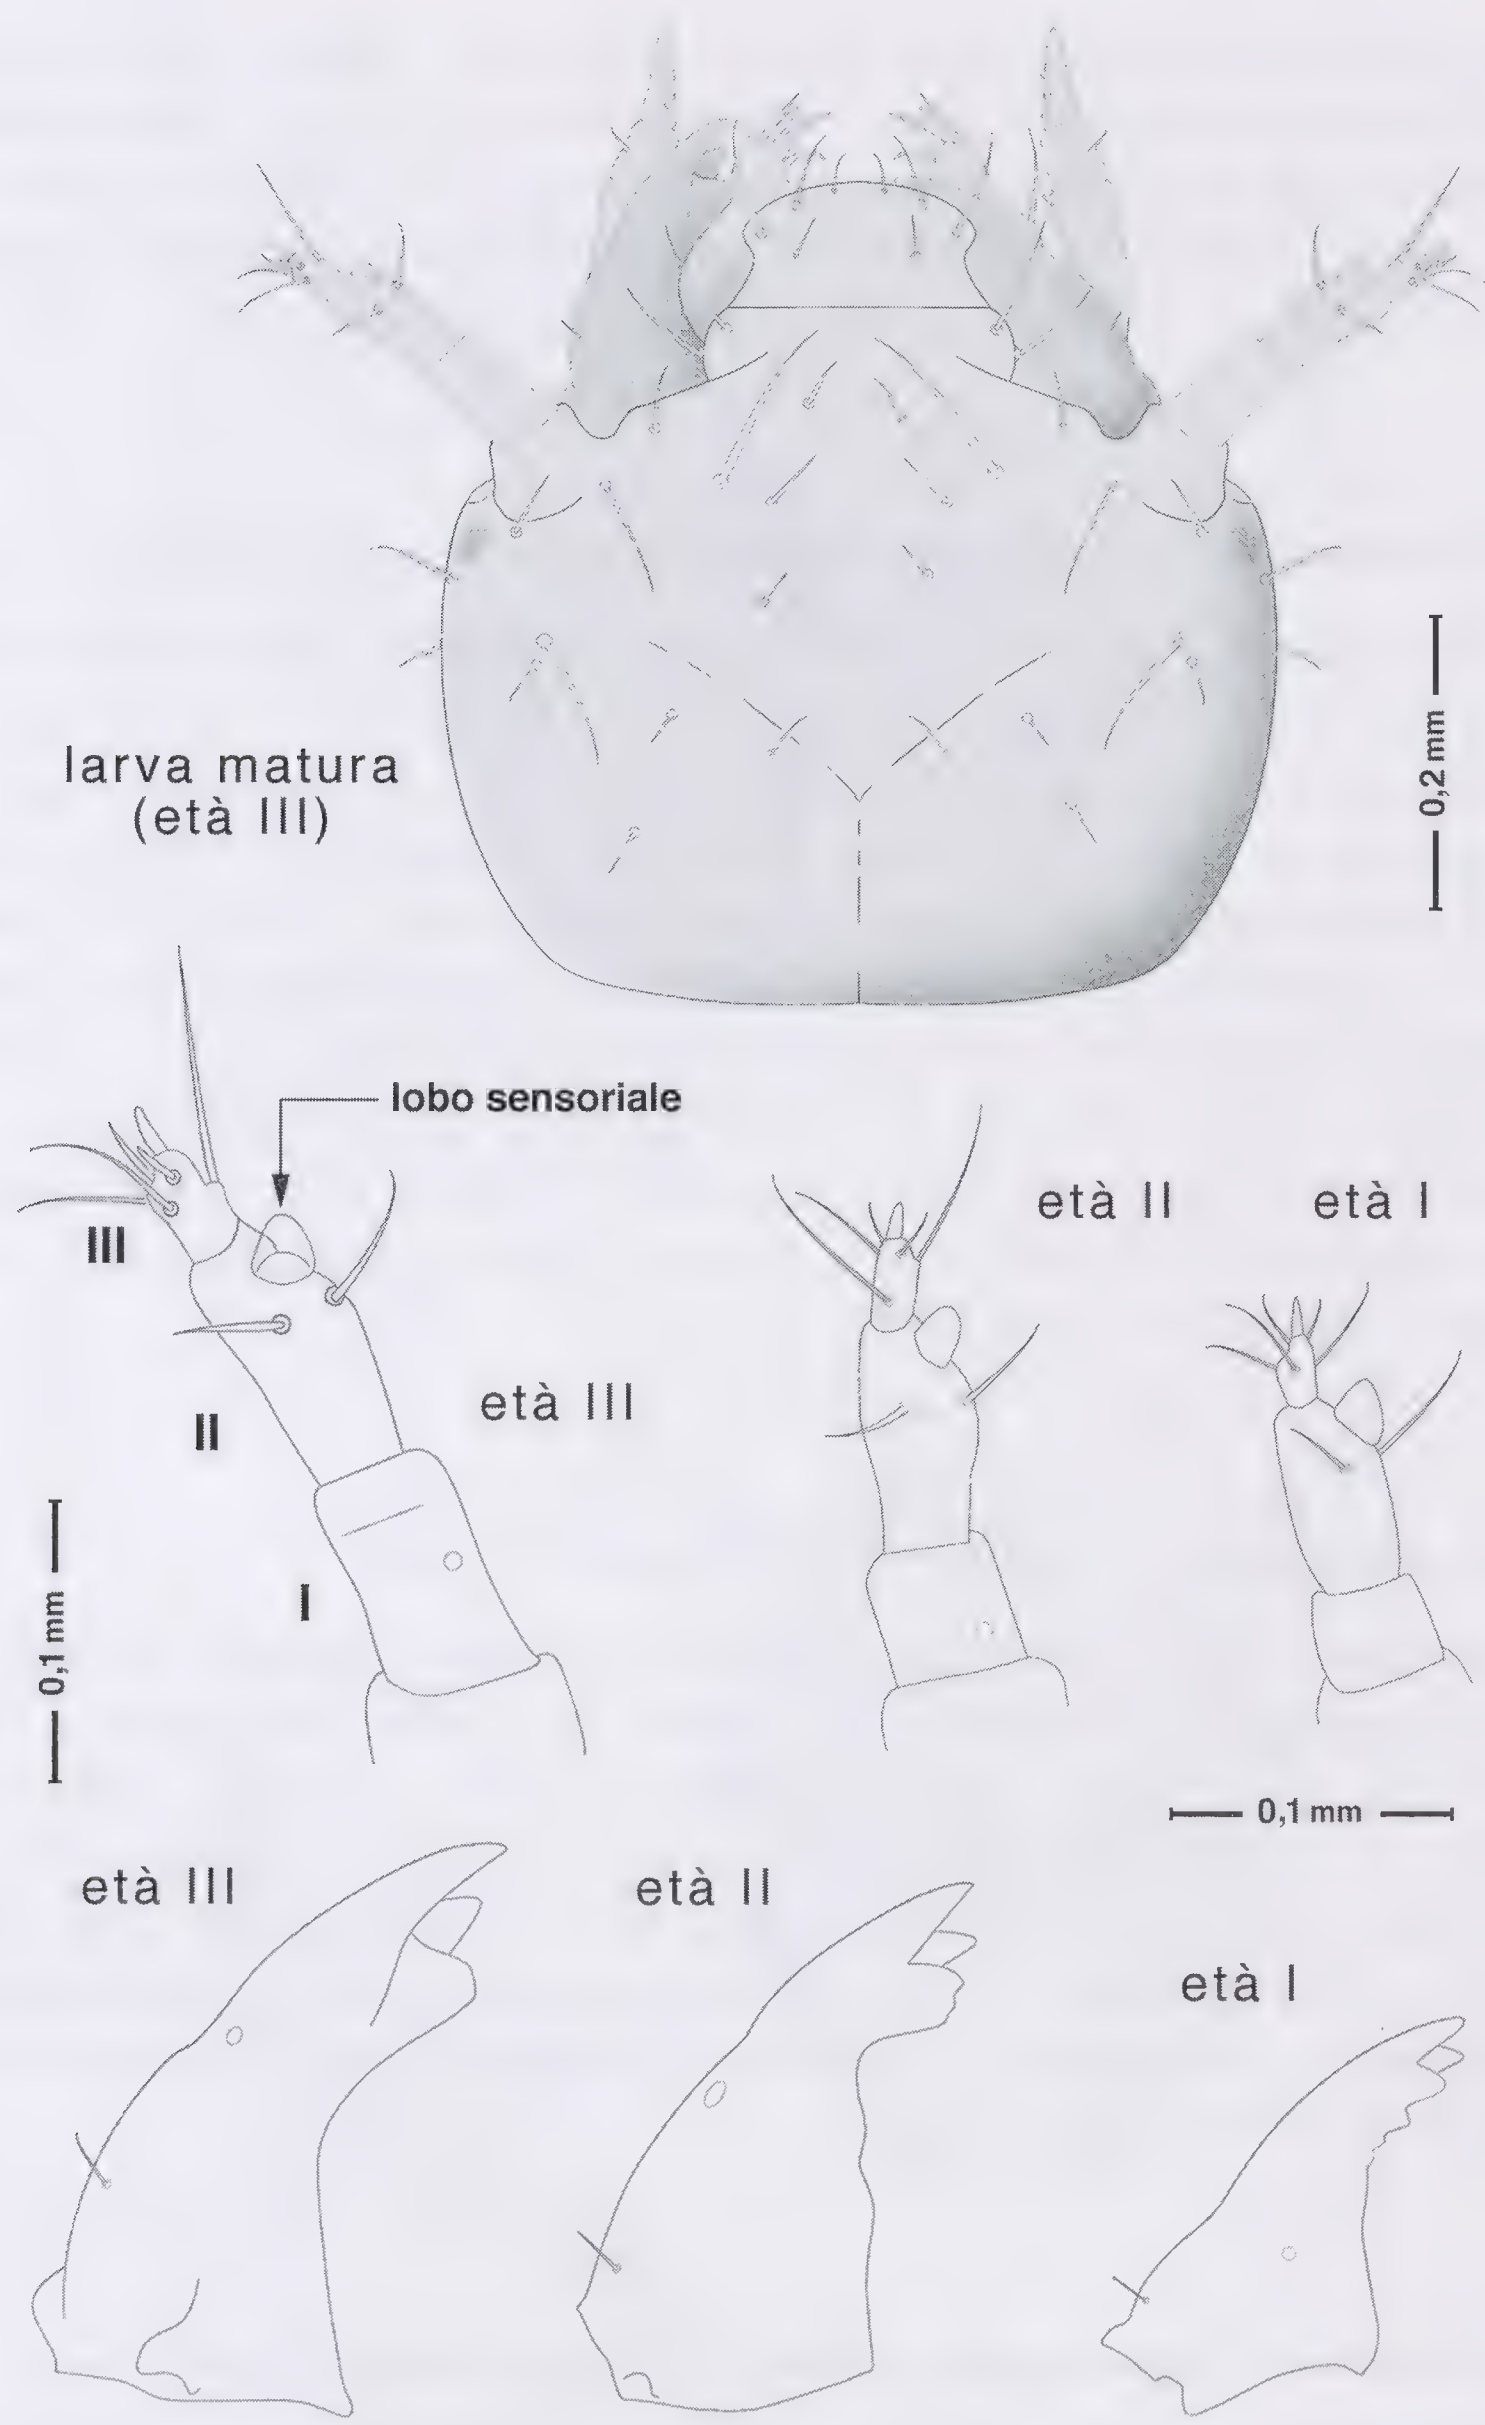 larva matura
(età III)
0,2 mm
lobo sensoriale
III
II
I
età III
età II
età I
0,1 mm
0,1 mm
età III
età II
età I